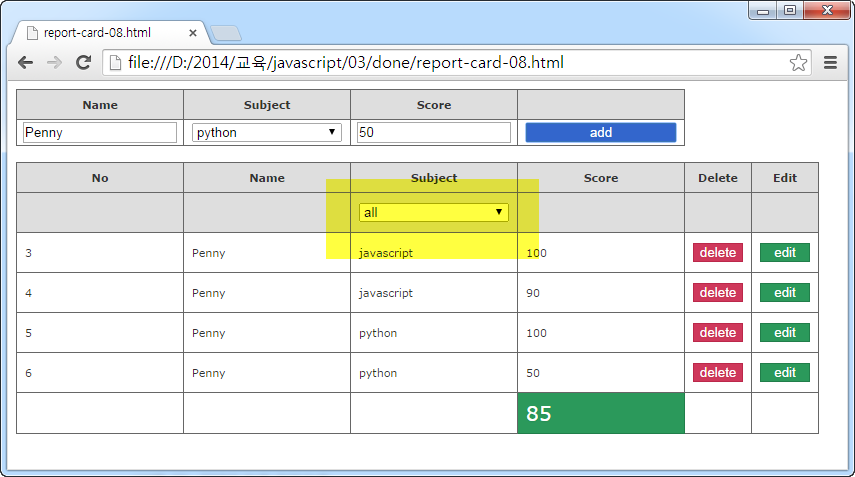 report-card-08.html
file:///D:/2014/교육/javascript/03/done/report-card-08.html
Name Subject Score
Penny python 50 add
No Name Subject Score Delete Edit
all
3 Penny javascript 100 delete edit
4 Penny javascript 90 delete edit
5 Penny python 100 delete edit
6 Penny python 50 delete edit
85